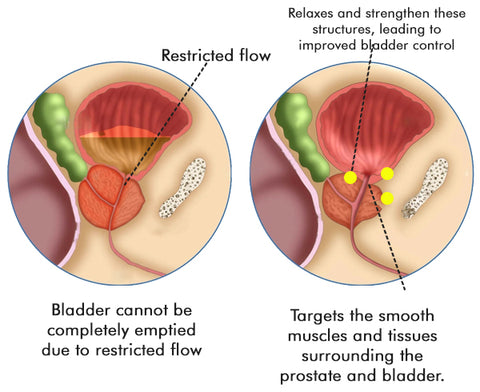 Restricted flow
Bladder cannot be
completely emptied
due to restricted flow
Relaxes and strengthen these
structures, leading to
improved bladder control
Targets the smooth
muscles and tissues
surrounding the
prostate and bladder.